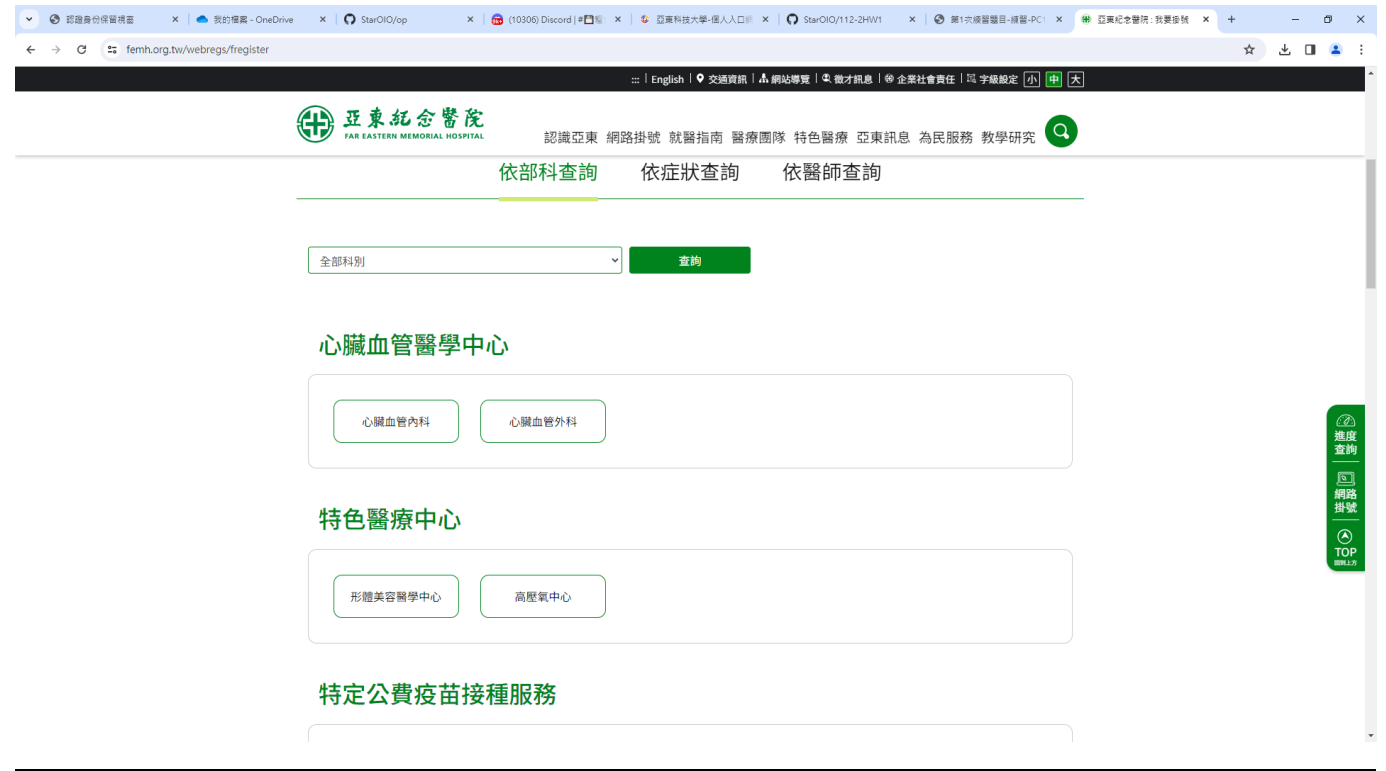 認證身份保留視窗
我的檔案 - OneDrive
StarOIO/op
(10306) Discord | #
亞東科技大學-個人入口網
StarOIO/112-2HW1
第1次練習題目-練習-PC1
亞東紀念醫院 : 我要掛號
femh.org.tw/webregs/fregister
::: | English | 交通資訊 | 網站導覽 | 徵才訊息 | 企業社會責任 | 字級設定 小 中 大
亞東紀念醫院
FAR EASTERN MEMORIAL HOSPITAL
認識亞東 網路掛號 就醫指南 醫療團隊 特色醫療 亞東訊息 為民服務 教學研究
依部科查詢 依症狀查詢 依醫師查詢
全部科別 查詢
心臟血管醫學中心
心臟血管內科 心臟血管外科
特色醫療中心
形體美容醫學中心 高壓氧中心
特定公費疫苗接種服務
進度
查詢
網路
掛號
TOP
回到上方